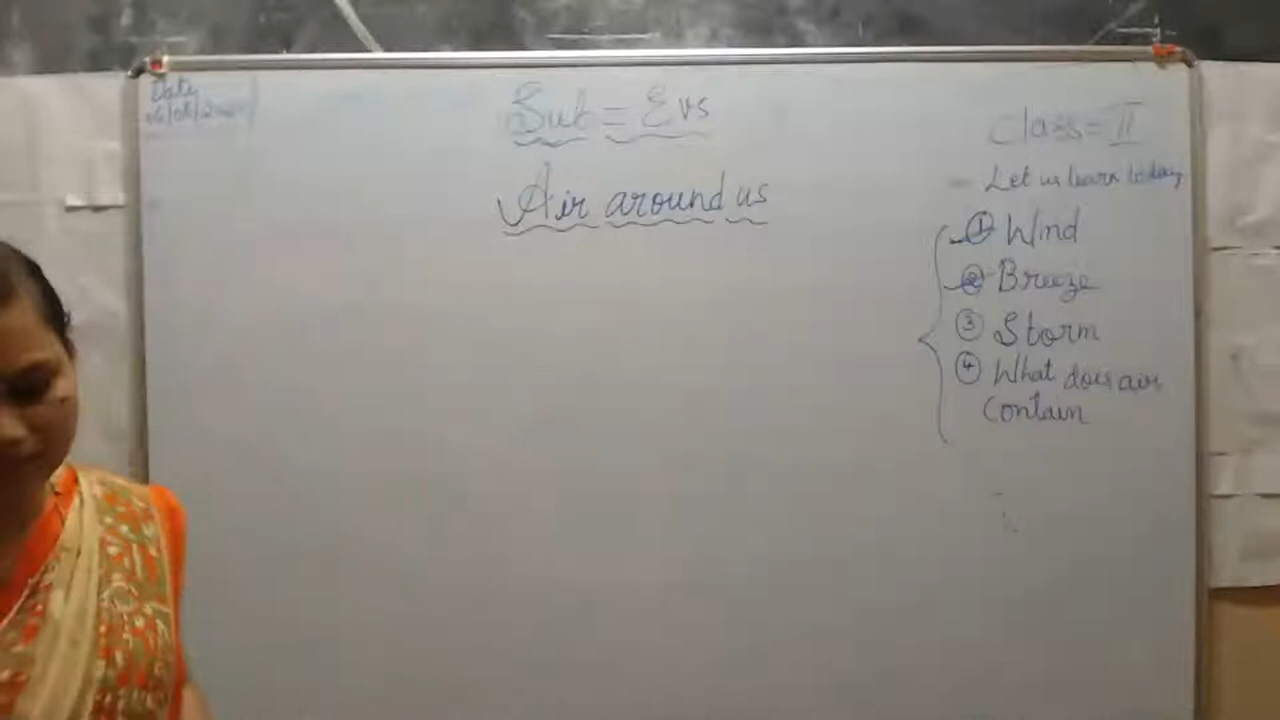 Date
Sub = Evs
Class = II
Air around us
Let us learn today
① Wind
② Breeze
③ Storm
④ What does air
contain